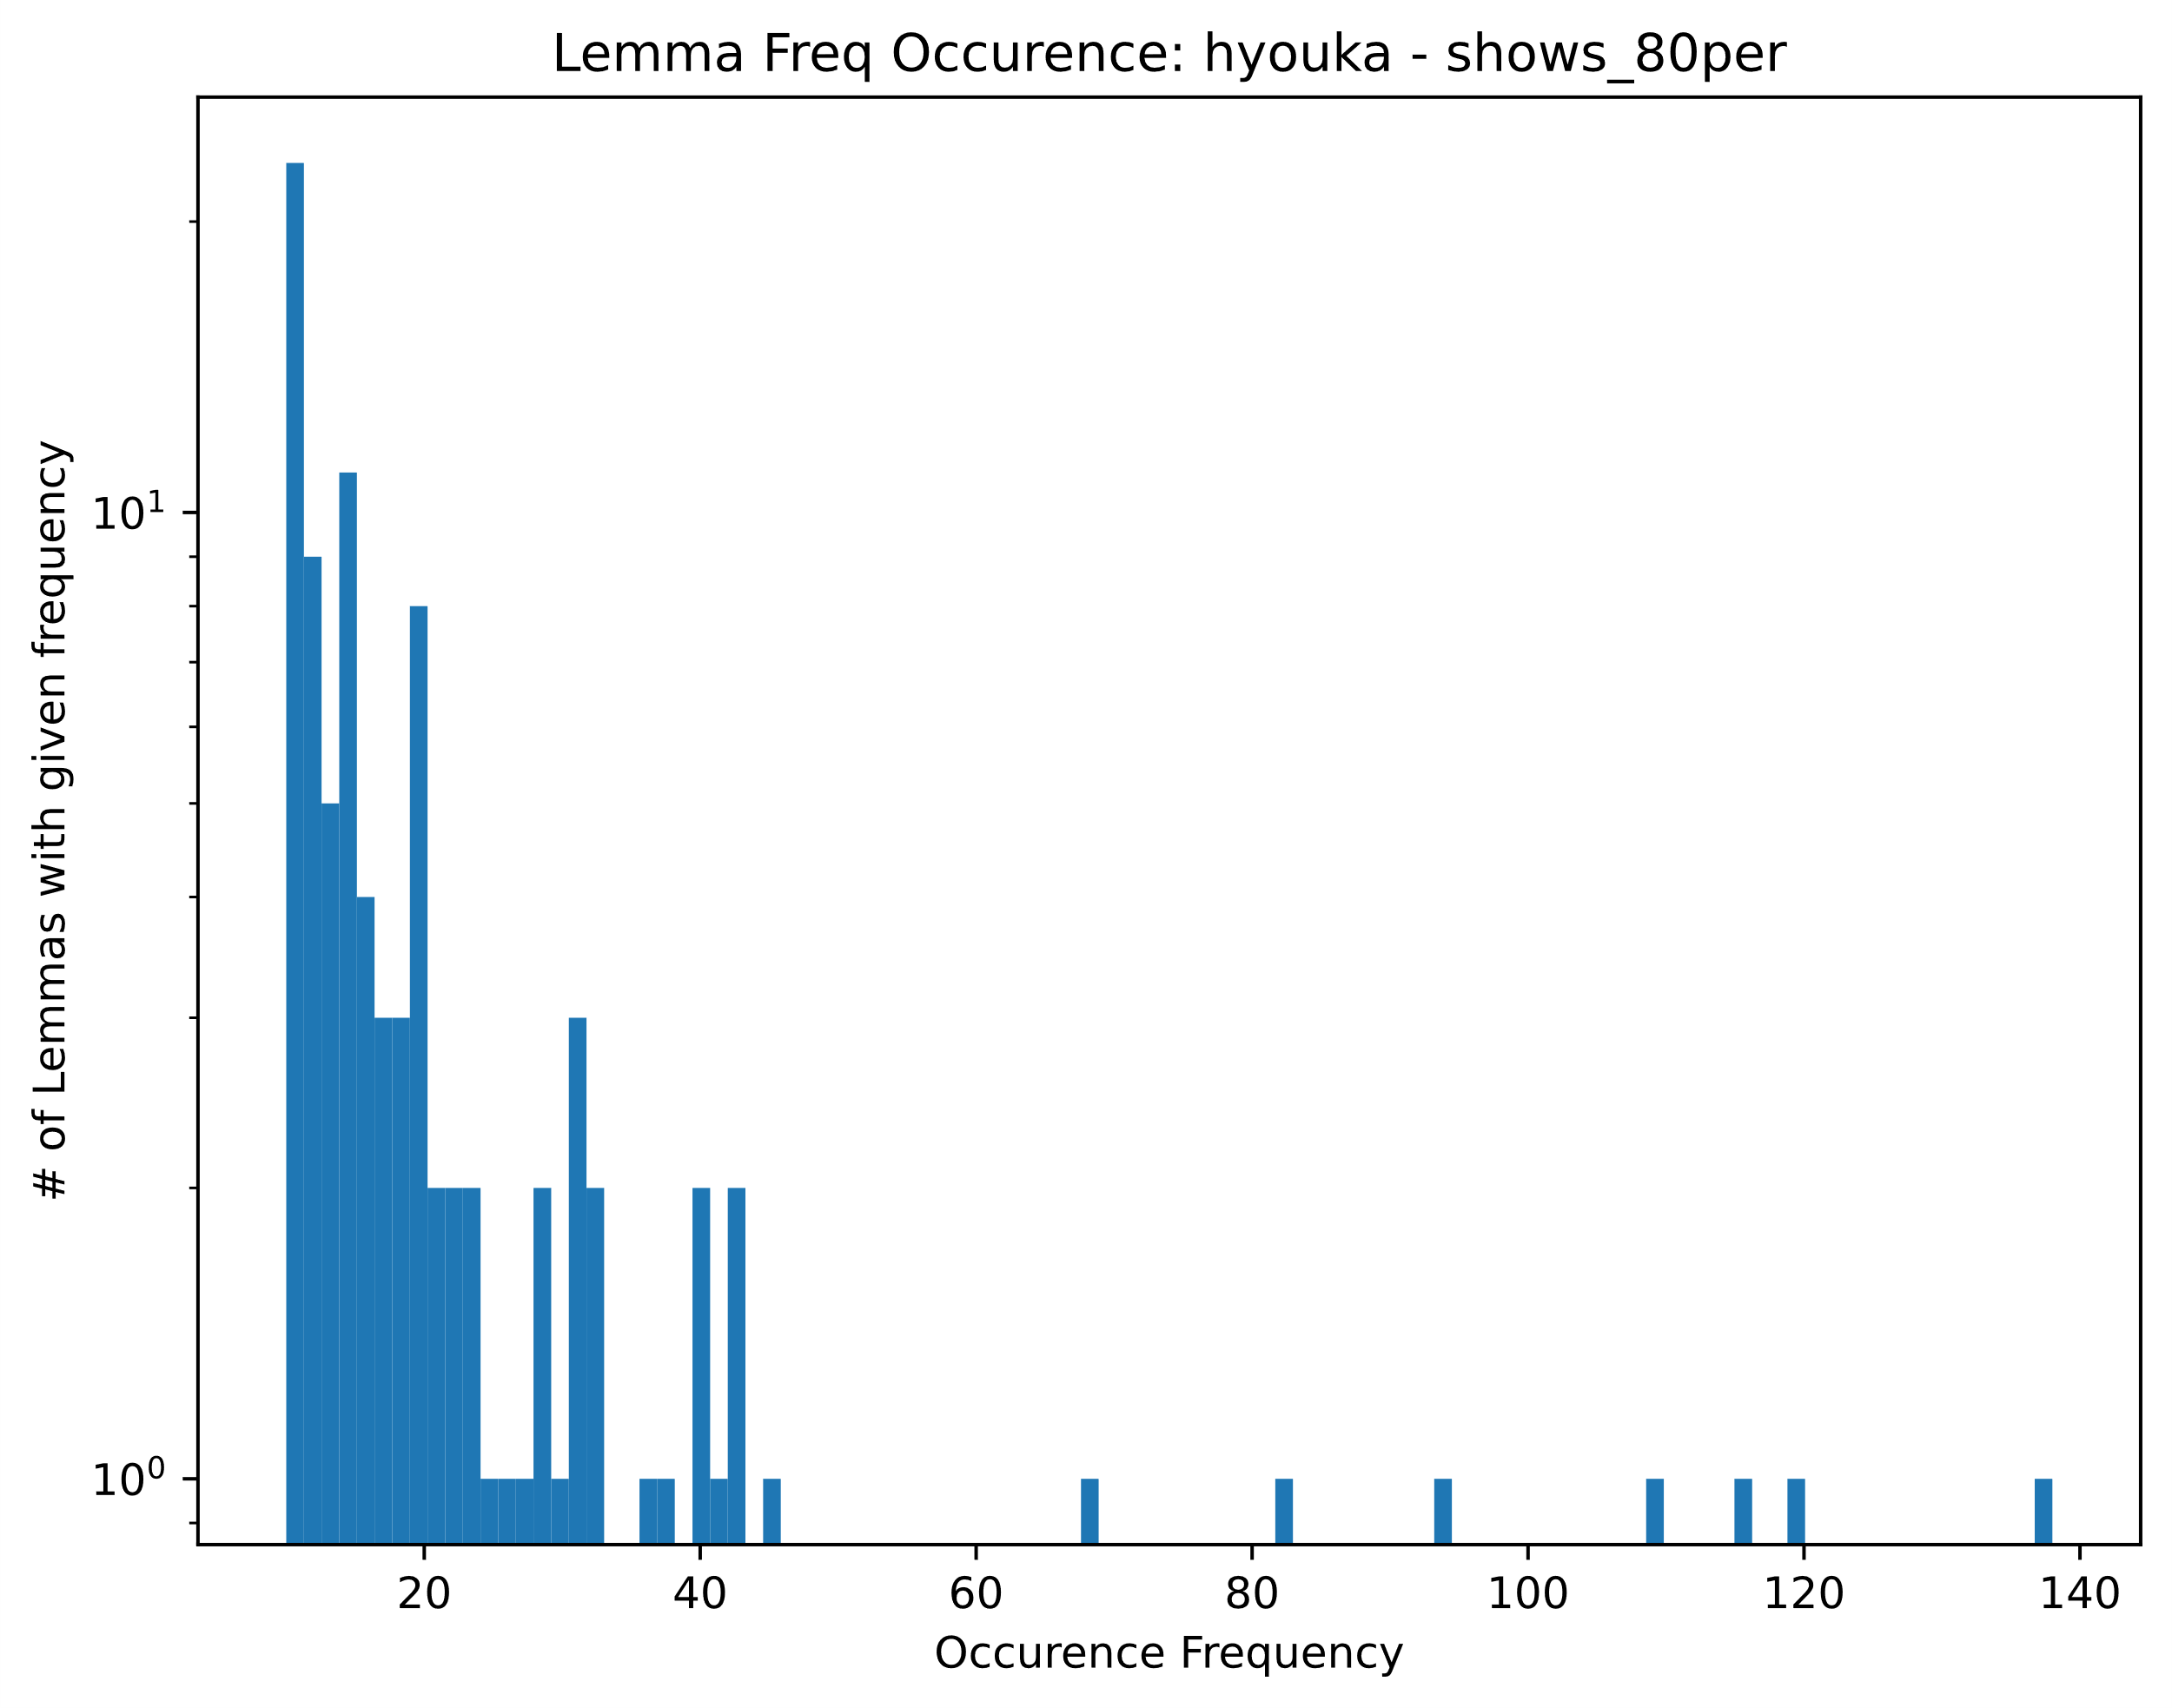 Lemma Freq Occurence: hyouka - shows_80per
# of Lemmas with given frequency
10¹
10⁰
20 40 60 80 100 120 140
Occurence Frequency